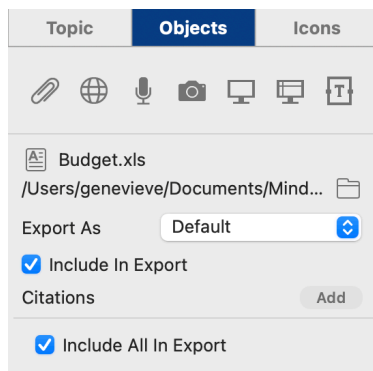 Topic Objects Icons
Budget.xls
/Users/genevieve/Documents/Mind...
Export As Default
Include In Export
Citations Add
Include All In Export